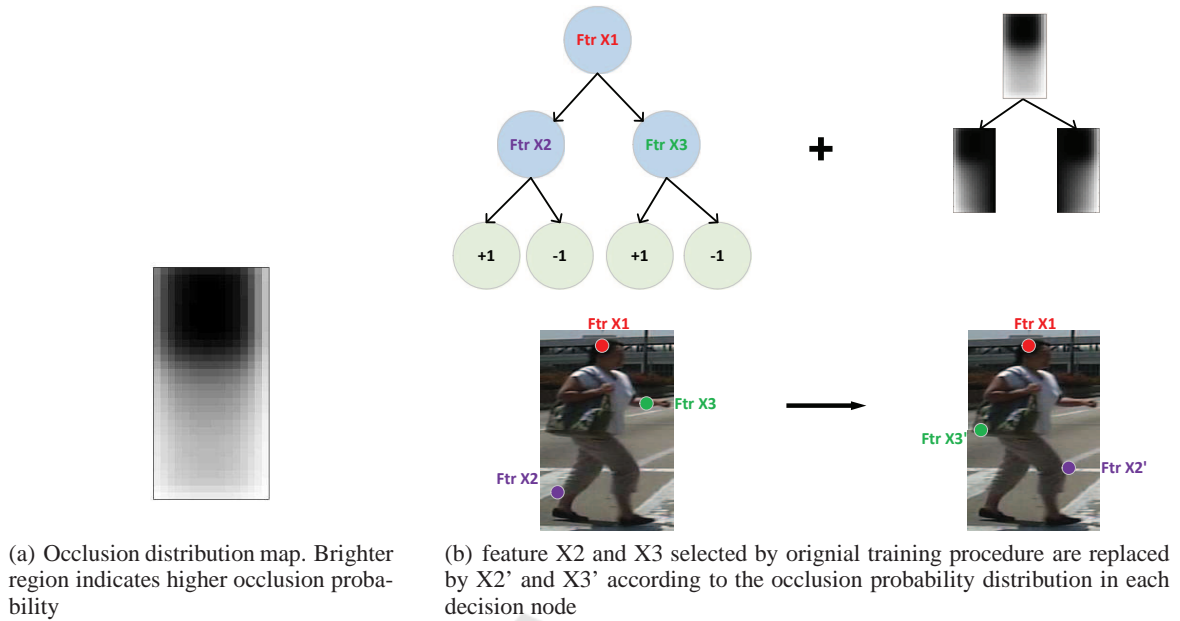 Ftr X1
Ftr X2
Ftr X3
+
+1
-1
+1
-1
Ftr X1
Ftr X3
Ftr X2
Ftr X1
Ftr X3'
Ftr X2'
(a) Occlusion distribution map. Brighter
region indicates higher occlusion proba-
bility
(b) feature X2 and X3 selected by orignial training procedure are replaced
by X2’ and X3’ according to the occlusion probability distribution in each
decision node